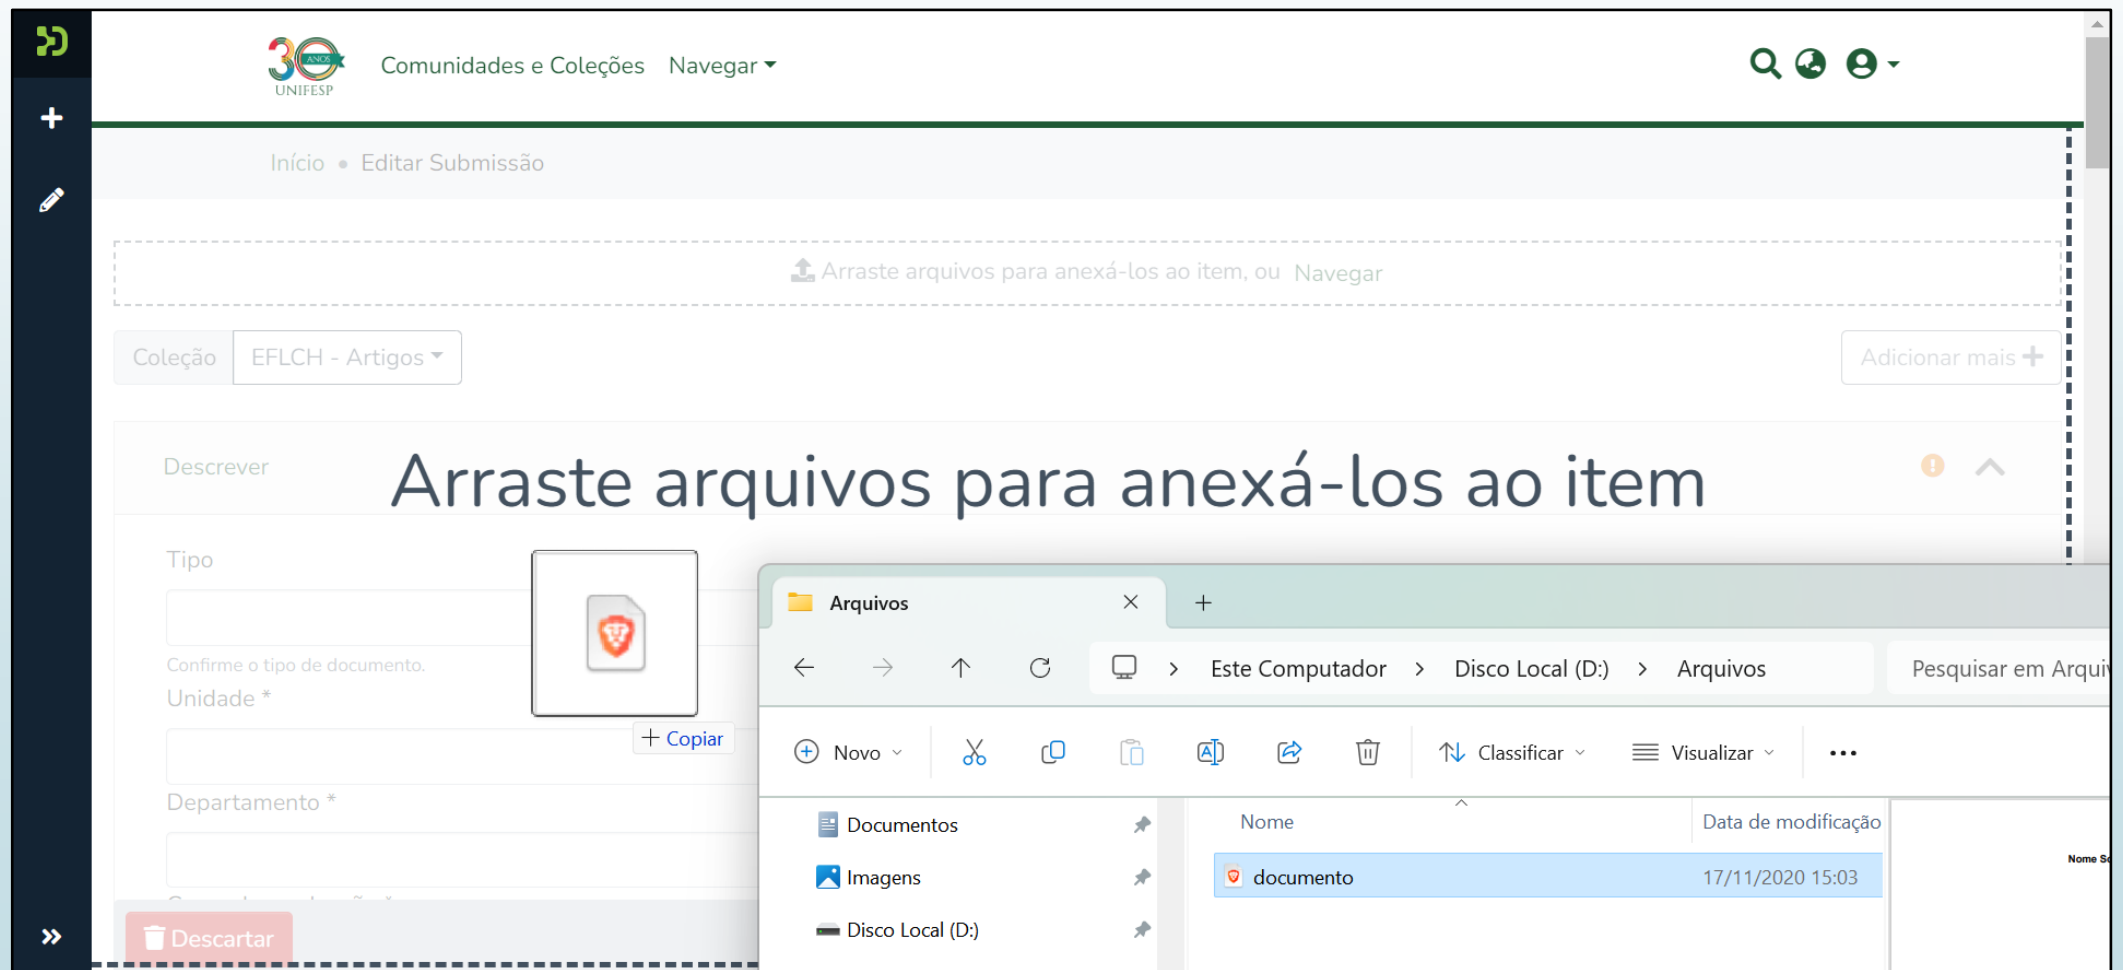 30 ANOS
UNIFESP
Comunidades e Coleções Navegar
Início • Editar Submissão
Arraste arquivos para anexá-los ao item, ou Navegar
Coleção EFLCH - Artigos
Adicionar mais
Descrever
Arraste arquivos para anexá-los ao item
Tipo
Confirme o tipo de documento.
Unidade *
Departamento *
Descartar
+ Copiar
Arquivos
Este Computador > Disco Local (D:) > Arquivos
Pesquisar em Arqui
Novo
Classificar
Visualizar
Documentos
Imagens
Disco Local (D:)
Nome
Data de modificação
documento
17/11/2020 15:03
Nome S